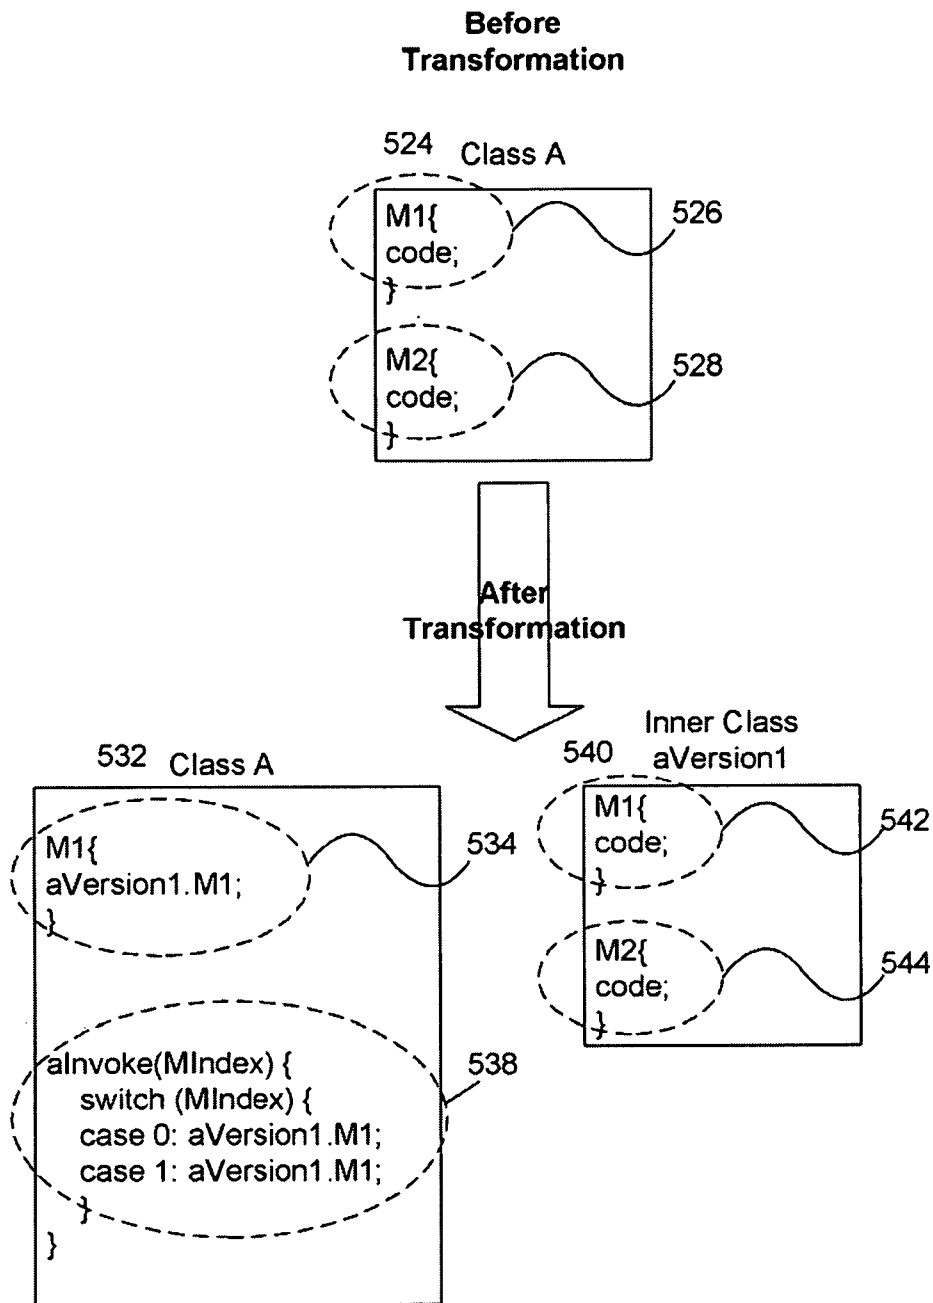 Before
Transformation
524
Class A
M1{
code;
}
526
M2{
code;
}
528
After
Transformation
532
Class A
M1{
aVersion1.M1;
}
534
aInvoke(MIndex) {
switch (MIndex) {
case 0: aVersion1.M1;
case 1: aVersion1.M1;
}
}
538
540
Inner Class
aVersion1
M1{
code;
}
542
M2{
code;
}
544